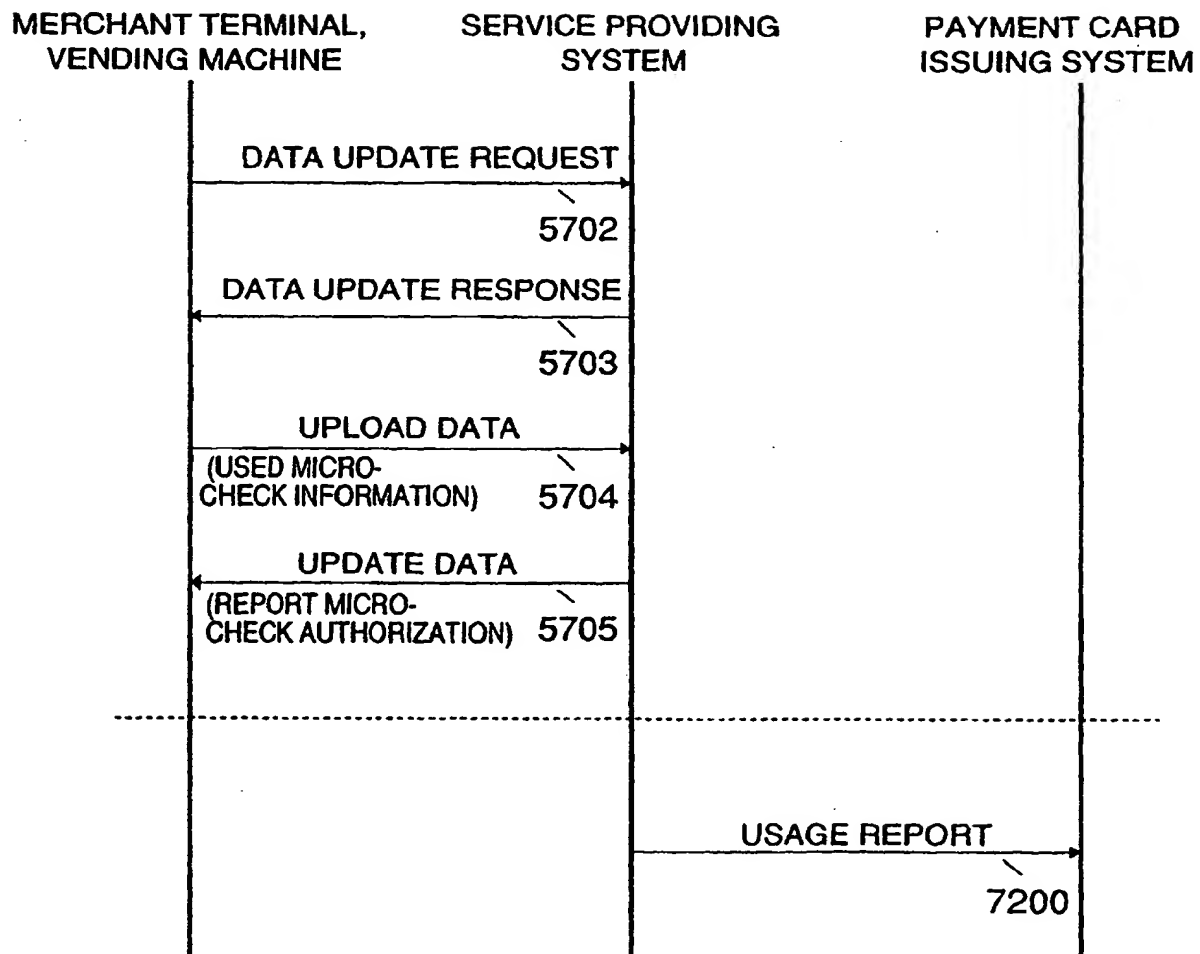 MERCHANT TERMINAL,
VENDING MACHINE
SERVICE PROVIDING
SYSTEM
PAYMENT CARD
ISSUING SYSTEM
DATA UPDATE REQUEST
5702
DATA UPDATE RESPONSE
5703
UPLOAD DATA
(USED MICRO-
CHECK INFORMATION)
5704
UPDATE DATA
(REPORT MICRO-
CHECK AUTHORIZATION)
5705
USAGE REPORT
7200